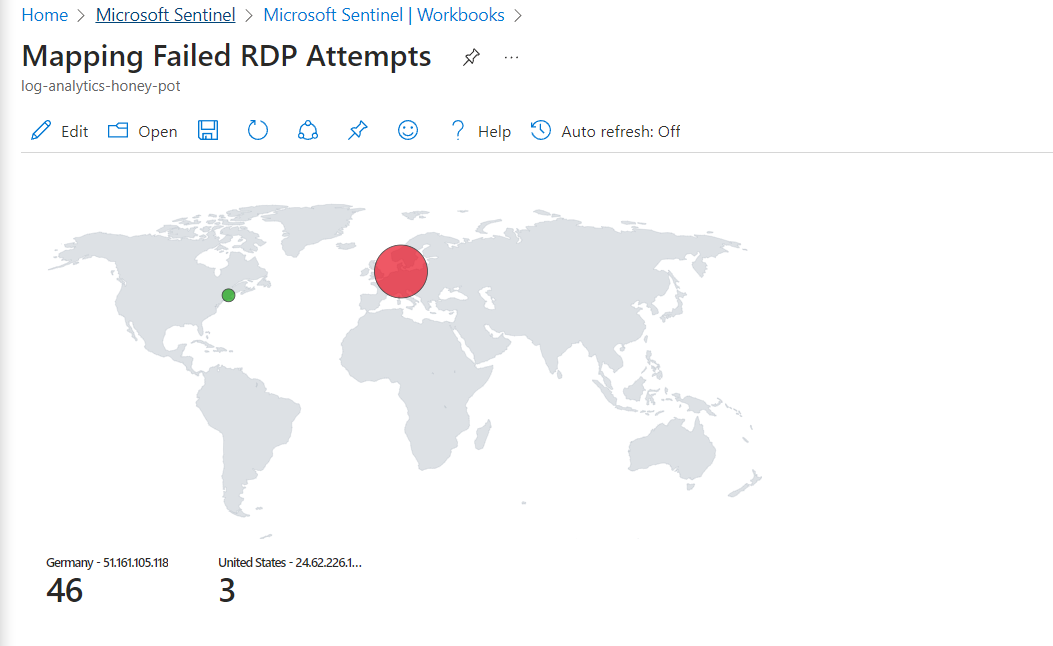 Home > Microsoft Sentinel > Microsoft Sentinel | Workbooks >
Mapping Failed RDP Attempts ...
log-analytics-honey-pot
Edit Open ? Help Auto refresh: Off
Germany - 51.161.105.118 United States - 24.62.226.1...
46 3